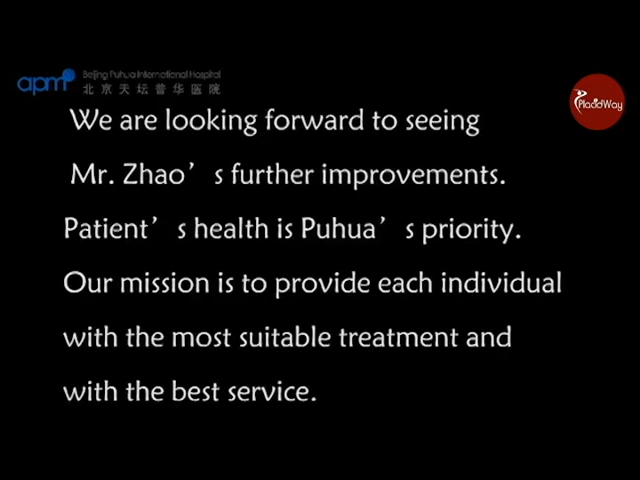 apm
Beijing Puhua International Hospital
北京天坛普华医院
PlacidWay
We are looking forward to seeing
Mr. Zhao’s further improvements.
Patient’s health is Puhua’s priority.
Our mission is to provide each individual
with the most suitable treatment and
with the best service.